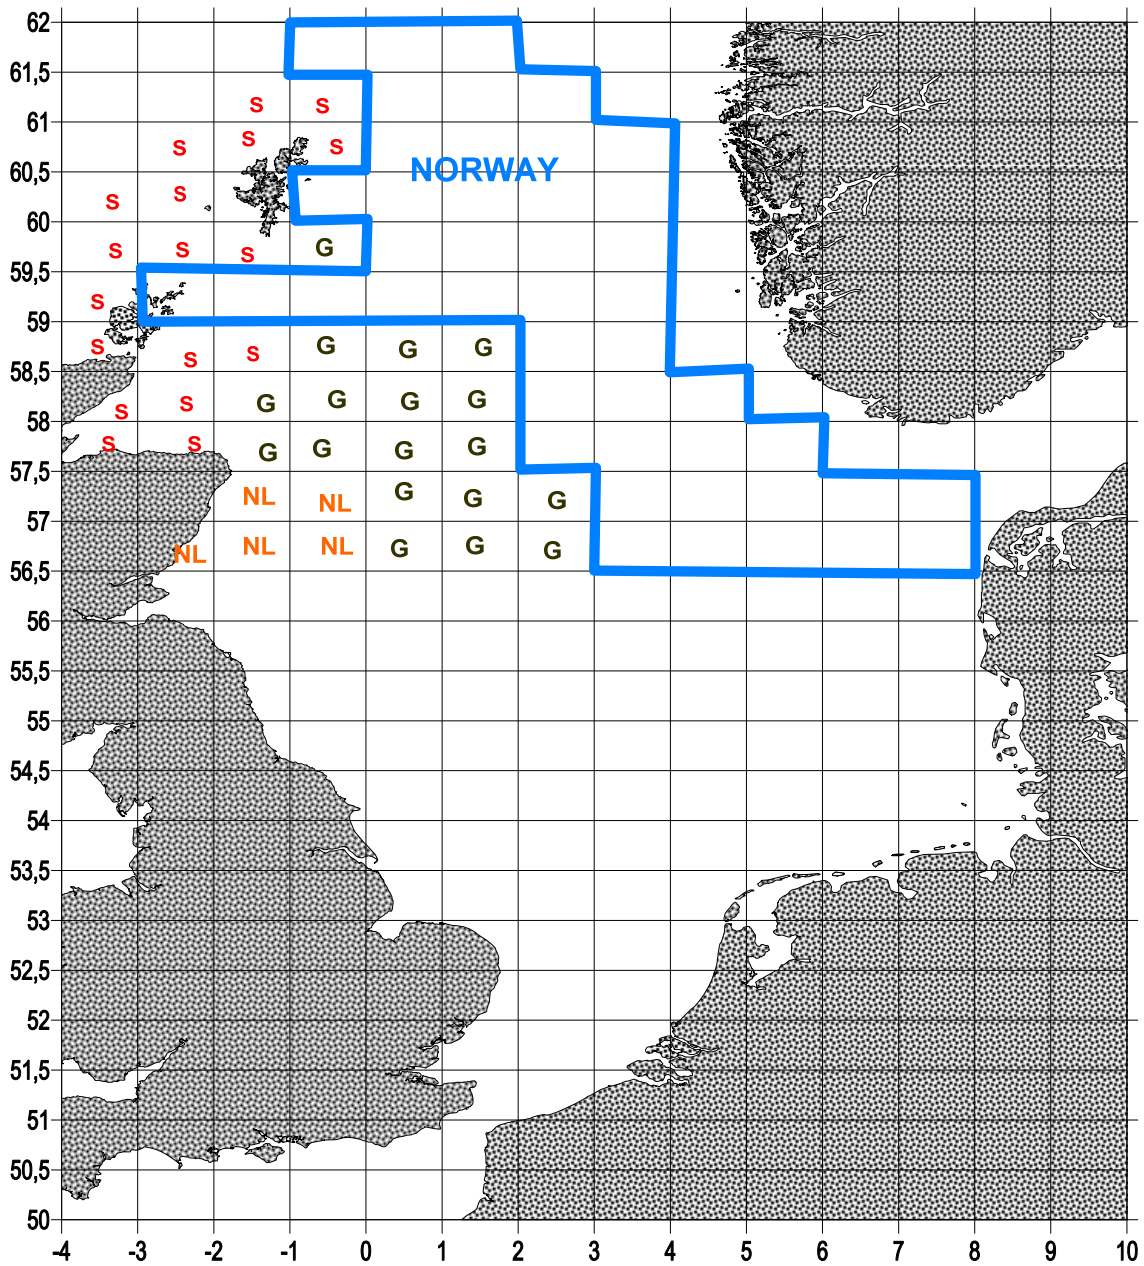 62
61,5
S S
61
S S
S
NORWAY
60,5
S
S
60
G
S S S
59,5
S
59
S
G G G
S S
58,5
S S G G G G
58
S S G G G G
57,5
NL NL G G G
57
NL NL NL G G G
56,5
56
55,5
55
54,5
54
53,5
53
52,5
52
51,5
51
50,5
50
-4 -3 -2 -1 0 1 2 3 4 5 6 7 8 9 10